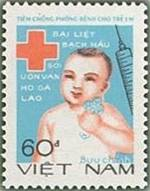 TIÊM CHỦNG PHÒNG BỆNH CHO TRẺ EM
BẠI LIỆT
BẠCH HẦU
SỞI
UỐN VÁN
HO GÀ
LAO
60đ
BƯU CHÍNH
VIỆT NAM